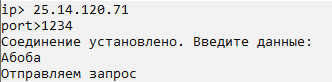 ip> 25.14.120.71
port>1234
Соединение установлено. Введите данные:
Абоба
Отправляем запрос